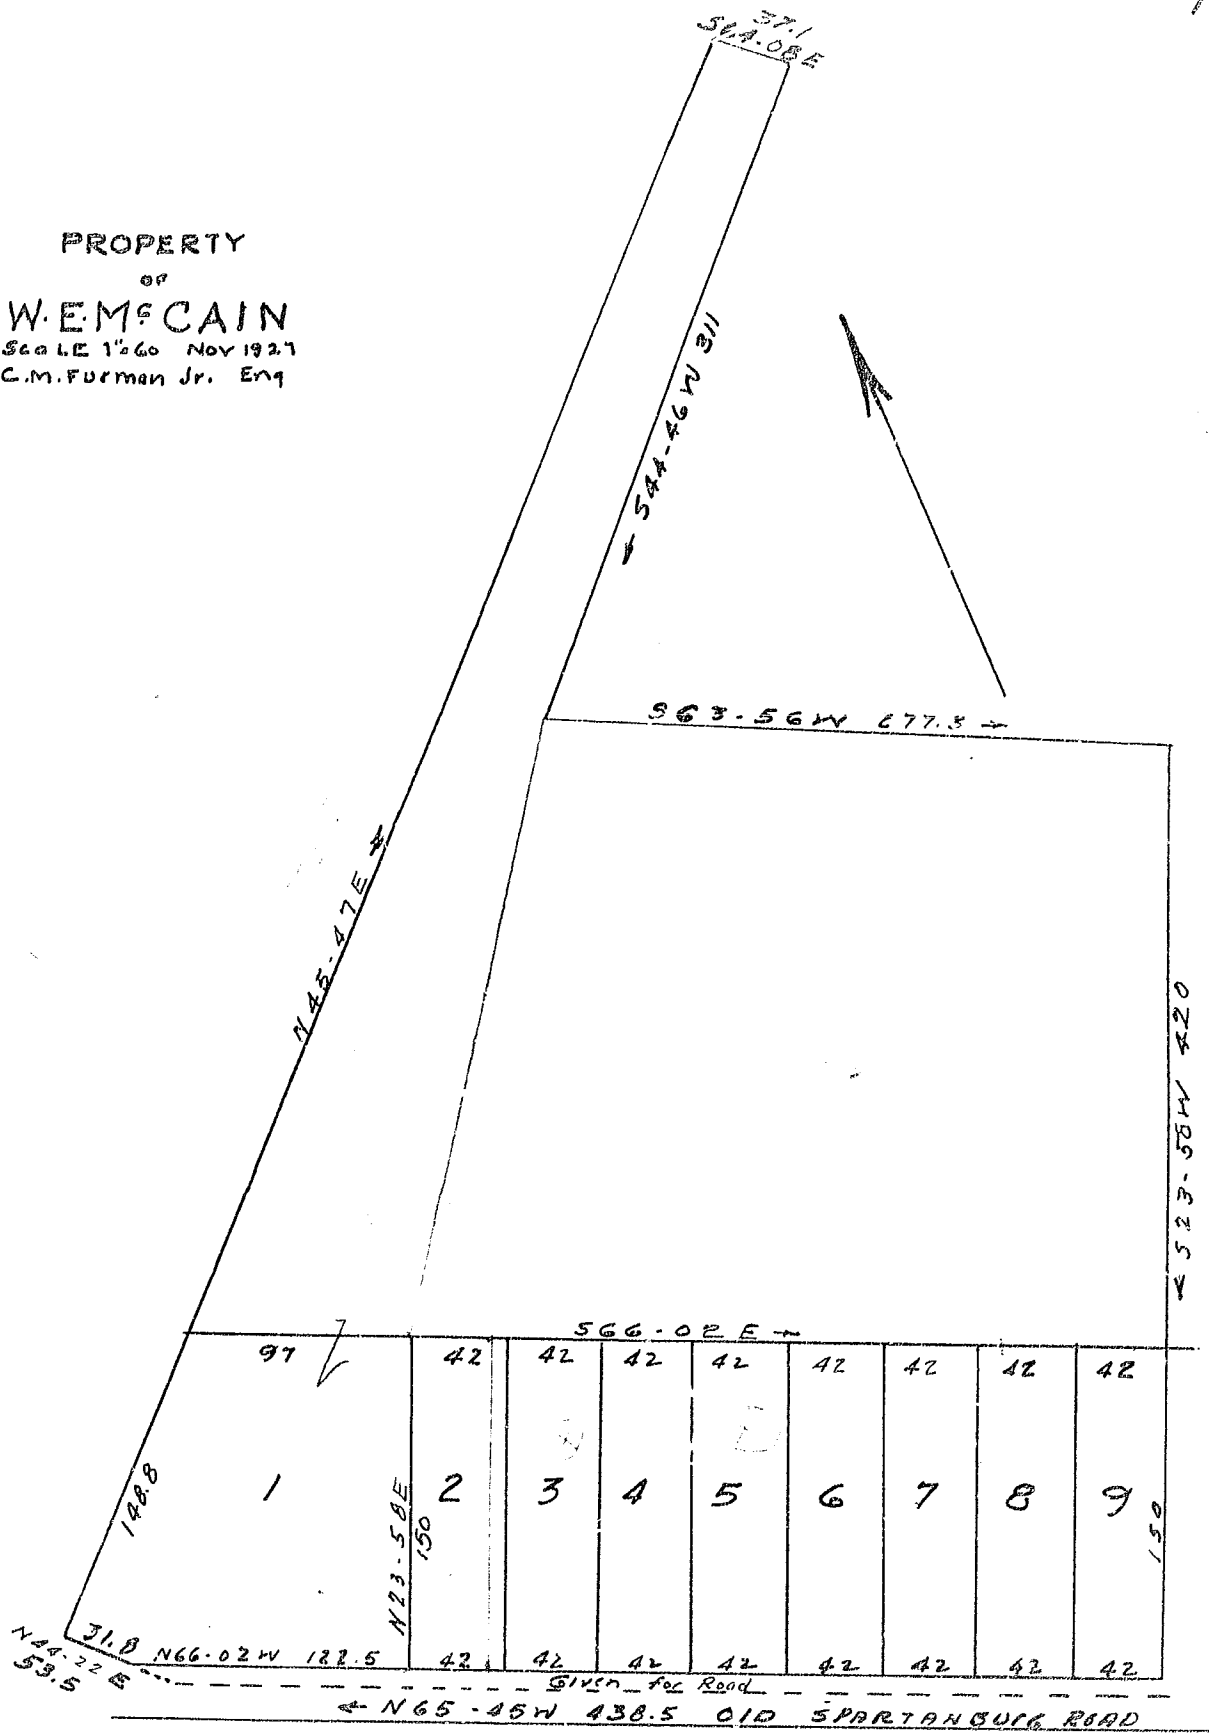 37.1
S64-08E
PROPERTY
OF
W. E. McCAIN
SCALE 1"=60 NOV 1927
C.M. Furman Jr. Eng
← S44-46W 311
277.3 →
N45-47E
← S23-50W 420
S66-02E →
97 42 42 42 42 42 42 42 42
1 2 3 4 5 6 7 8 9
148.8
N23-58E
150
150
31.8
N66-02W 122.5 42 42 42 42 42 42 42 42
N44-22E
53.5
Given for Road
← N65-45W 438.5 OLD SPARTANBURG ROAD